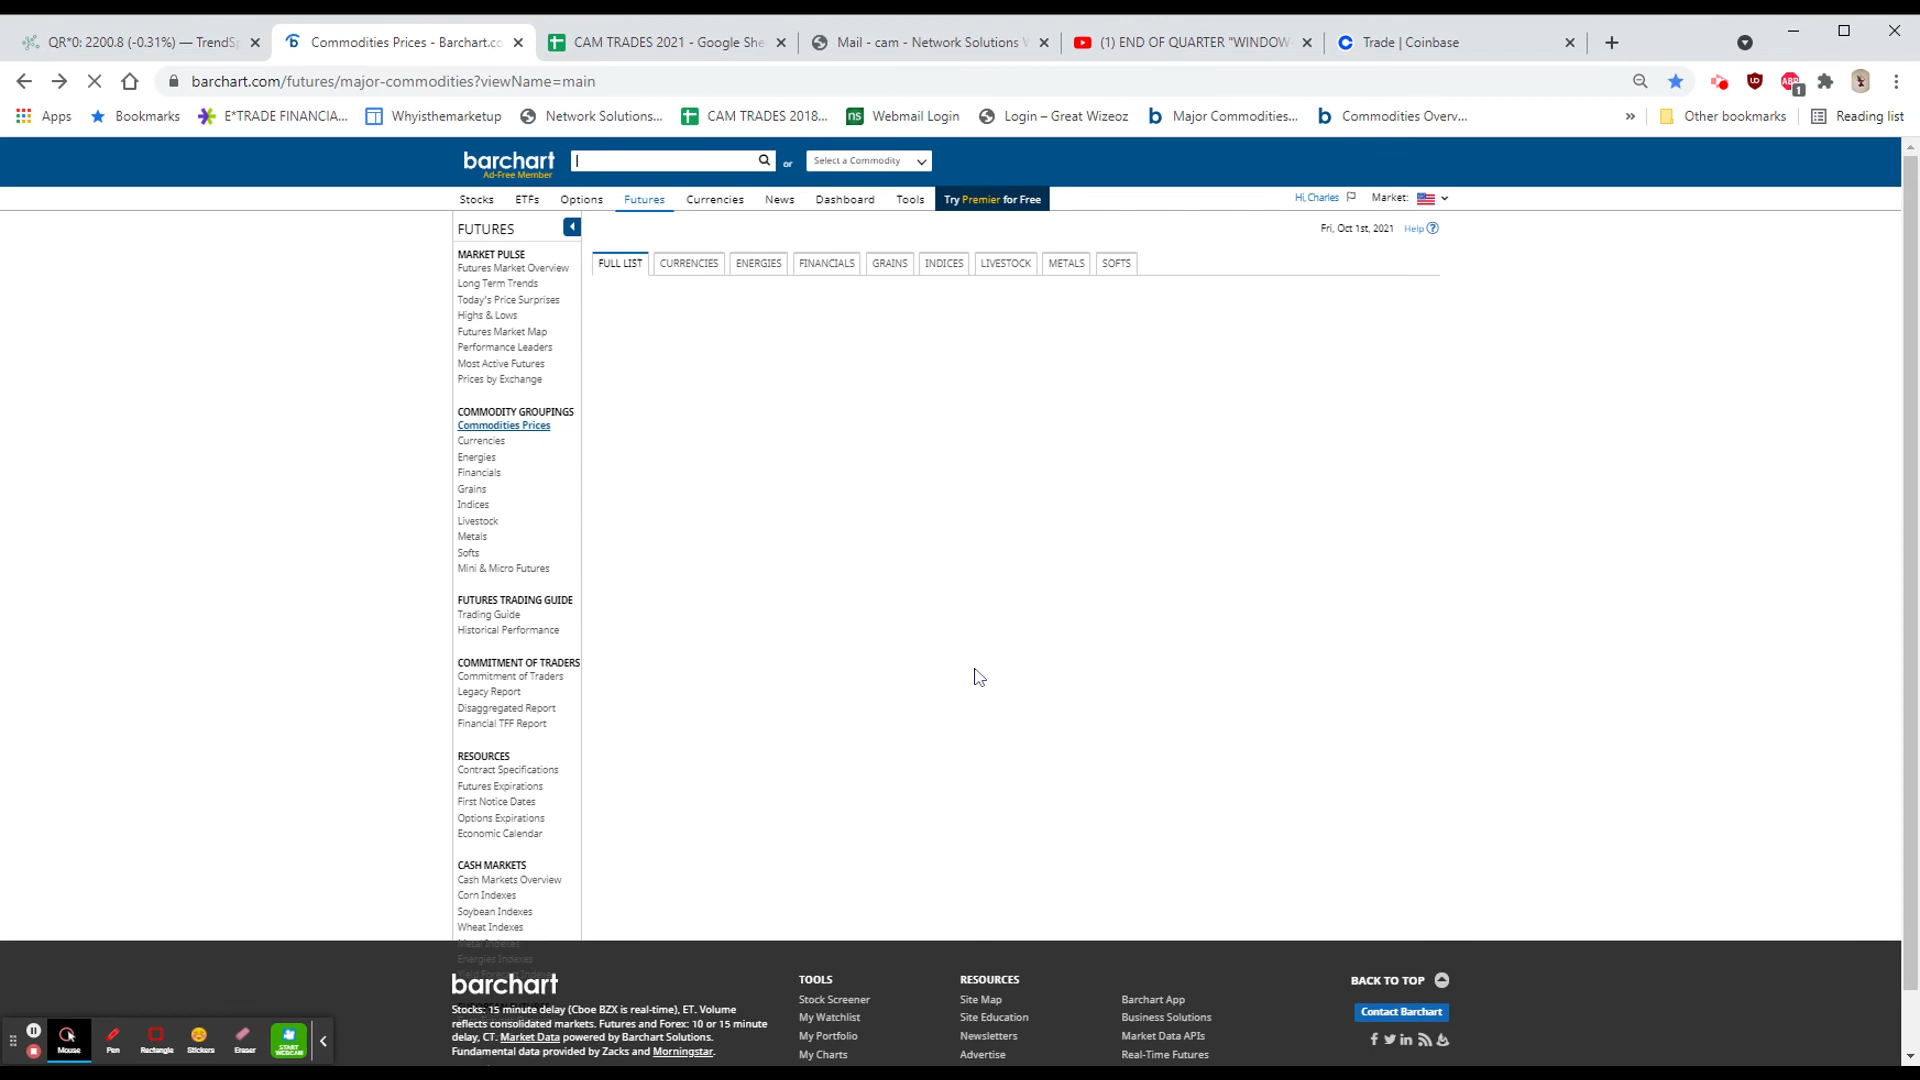 QR*0: 2200.8 (-0.31%) — TrendSp
Commodities Prices - Barchart.co
CAM TRADES 2021 - Google She
Mail - cam - Network Solutions
(1) END OF QUARTER "WINDOW
Trade | Coinbase
barchart.com/futures/major-commodities?viewName=main
Apps
Bookmarks
E*TRADE FINANCIA...
Whyisthemarketup
Network Solutions...
CAM TRADES 2018...
Webmail Login
Login – Great Wizeoz
Major Commodities...
Commodities Overv...
»
Other bookmarks
Reading list
barchart
Ad-Free Member
or
Select a Commodity
Stocks
ETFs
Options
Futures
Currencies
News
Dashboard
Tools
Try Premier for Free
Hi, Charles
Market:
FUTURES
Fri, Oct 1st, 2021
Help ?
FULL LIST
CURRENCIES
ENERGIES
FINANCIALS
GRAINS
INDICES
LIVESTOCK
METALS
SOFTS
MARKET PULSE
Futures Market Overview
Long Term Trends
Today's Price Surprises
Highs & Lows
Futures Market Map
Performance Leaders
Most Active Futures
Prices by Exchange
COMMODITY GROUPINGS
Commodities Prices
Currencies
Energies
Financials
Grains
Indices
Livestock
Metals
Softs
Mini & Micro Futures
FUTURES TRADING GUIDE
Trading Guide
Historical Performance
COMMITMENT OF TRADERS
Commitment of Traders
Legacy Report
Disaggregated Report
Financial TFF Report
RESOURCES
Contract Specifications
Futures Expirations
First Notice Dates
Options Expirations
Economic Calendar
CASH MARKETS
Cash Markets Overview
Corn Indexes
Soybean Indexes
Wheat Indexes
Metal Indexes
Energies Indexes
barchart
Stocks: 15 minute delay (Cboe BZX is real-time), ET. Volume
reflects consolidated markets. Futures and Forex: 10 or 15 minute
delay, CT. Market Data powered by Barchart Solutions.
Fundamental data provided by Zacks and Morningstar.
TOOLS
Stock Screener
My Watchlist
My Portfolio
My Charts
RESOURCES
Site Map
Site Education
Newsletters
Advertise
Barchart App
Business Solutions
Market Data APIs
Real-Time Futures
BACK TO TOP
Contact Barchart
Mouse
Pen
Rectangle
Stickers
Eraser
START
WEBCAM